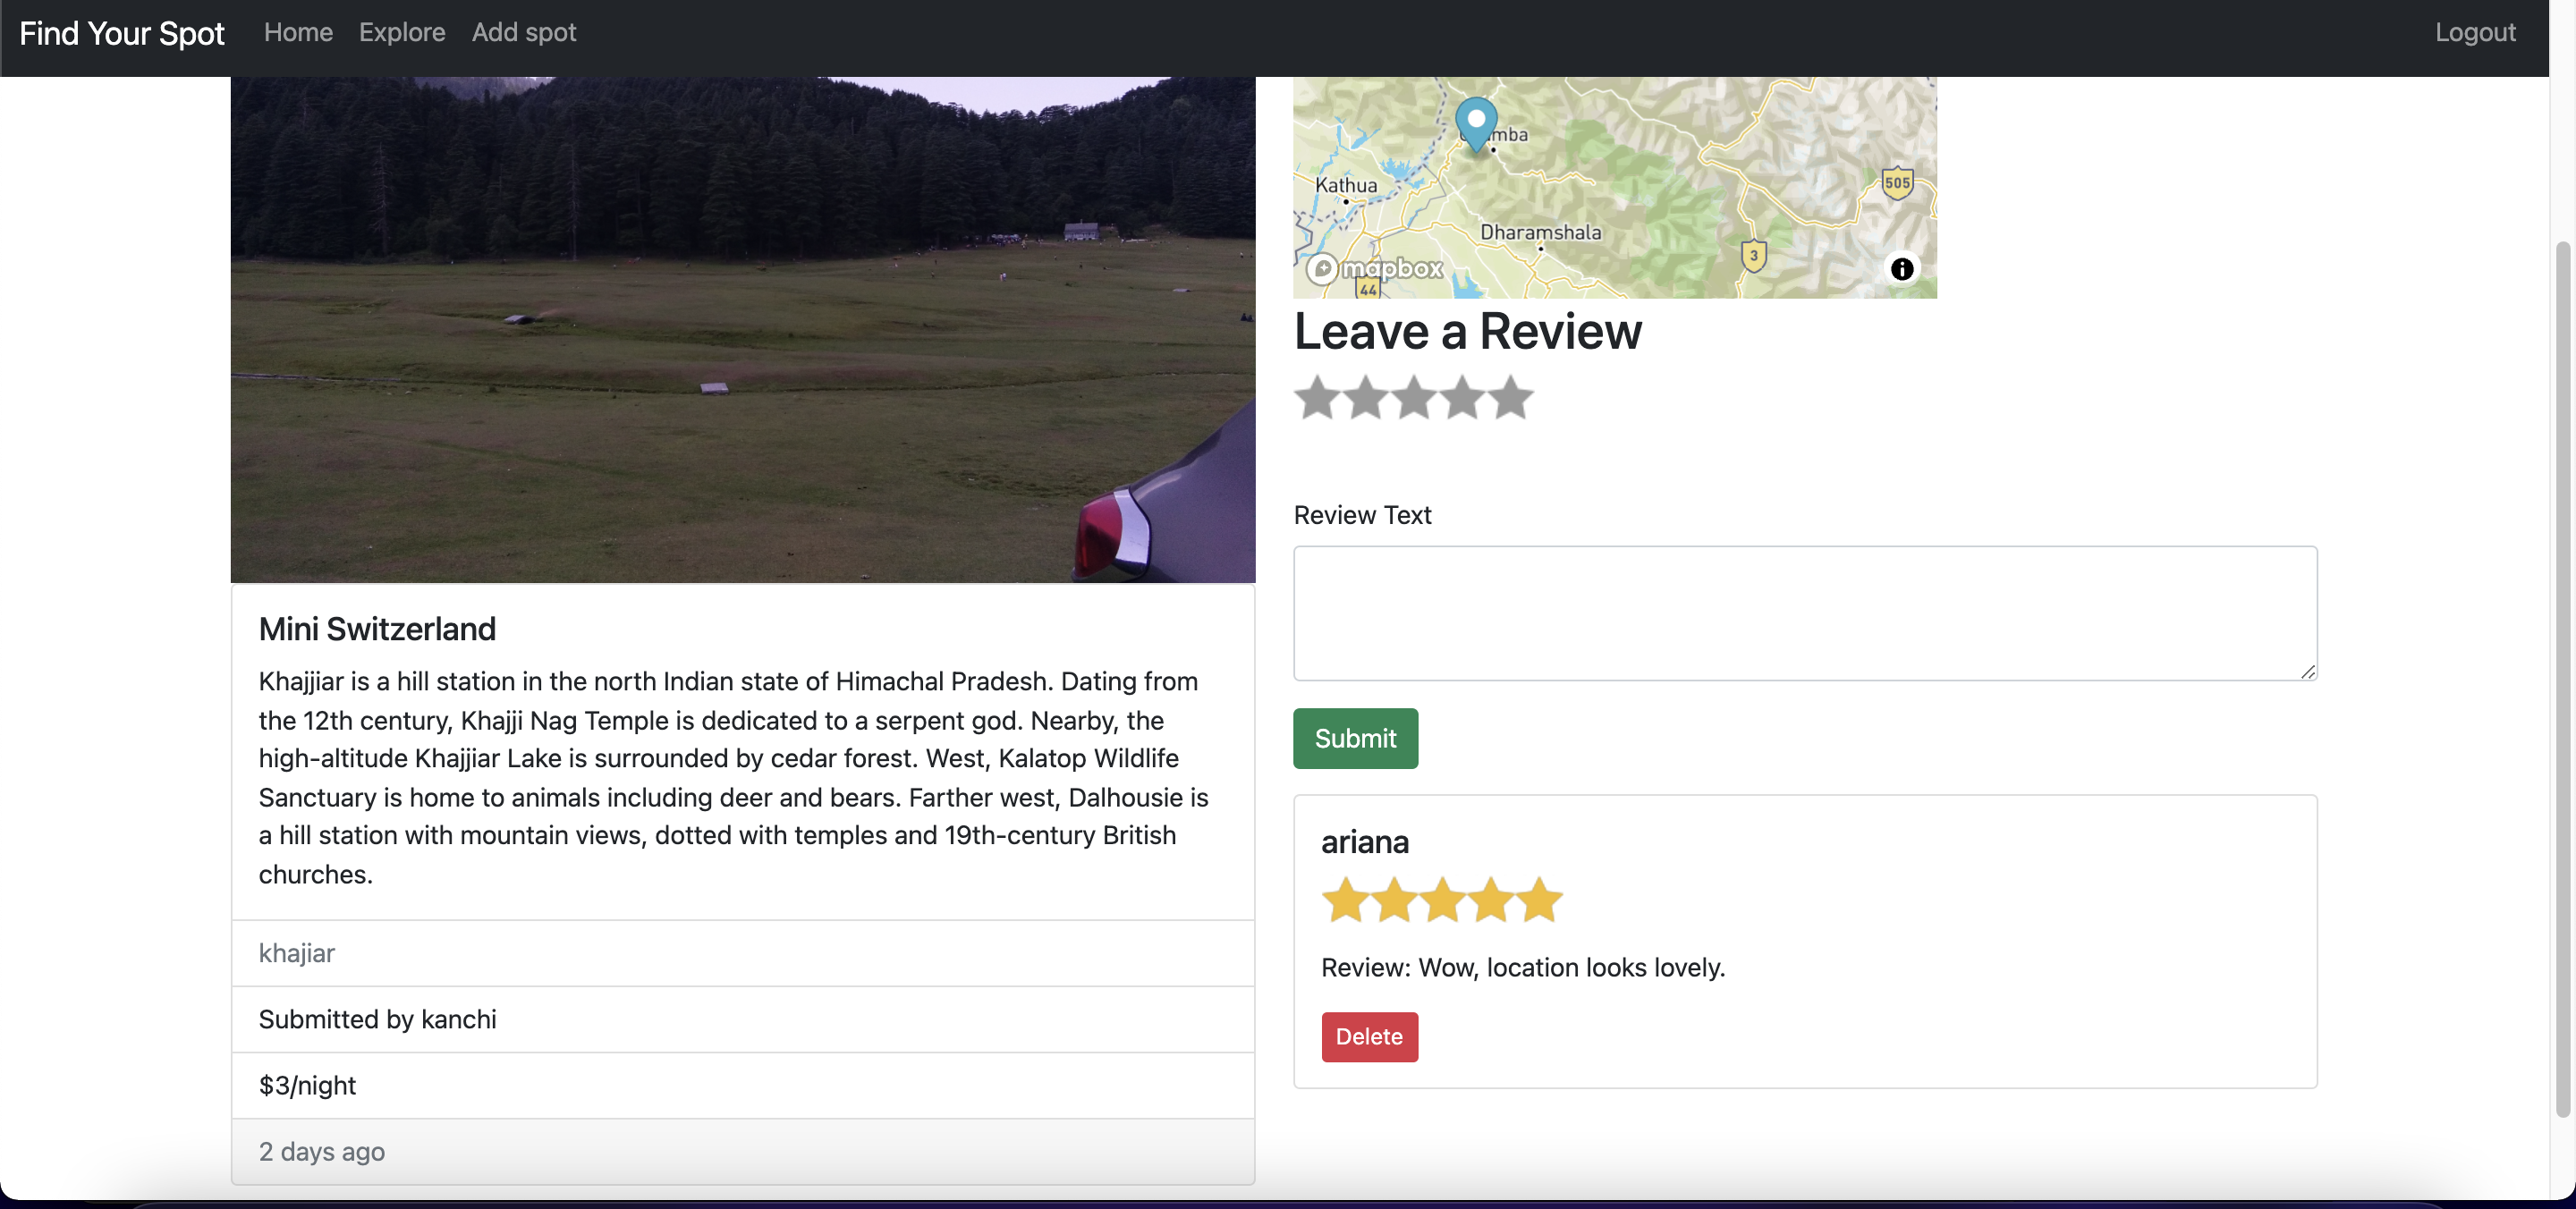 Find Your Spot Home Explore Add spot Logout
Kathua
Dharamshala
505
3
44
mapbox
Leave a Review
Review Text
Submit
ariana
Review: Wow, location looks lovely.
Delete
Mini Switzerland
Khajjiar is a hill station in the north Indian state of Himachal Pradesh. Dating from
the 12th century, Khajji Nag Temple is dedicated to a serpent god. Nearby, the
high-altitude Khajjiar Lake is surrounded by cedar forest. West, Kalatop Wildlife
Sanctuary is home to animals including deer and bears. Farther west, Dalhousie is
a hill station with mountain views, dotted with temples and 19th-century British
churches.
khajiar
Submitted by kanchi
$3/night
2 days ago